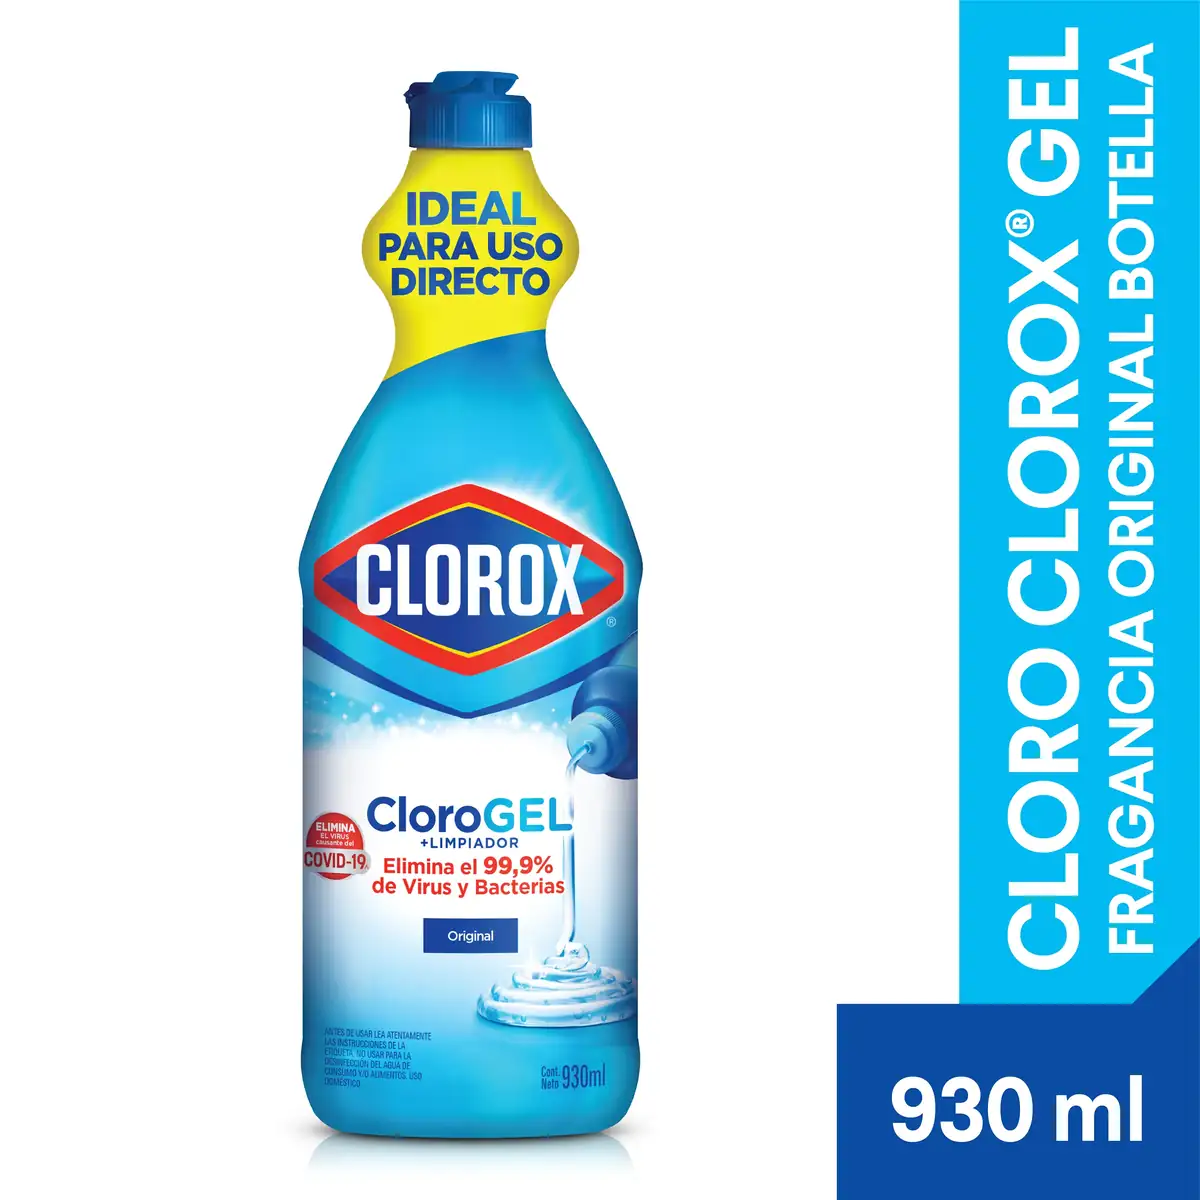 IDEAL
PARA USO
DIRECTO
CLOROX
®
CloroGEL
+LIMPIADOR
Elimina el 99,9%
de Virus y Bacterias
ELIMINA
EL VIRUS
causante del
COVID-19
Original
ANTES DE USAR LEA ATENTAMENTE
LAS INSTRUCCIONES DE LA
ETIQUETA. NO USAR PARA LA
DESINFECCIÓN DEL AGUA DE
CONSUMO Y/O ALIMENTOS. USO
DOMÉSTICO
Cont.
Neto 930ml
CLORO CLOROX® GEL
FRAGANCIA ORIGINAL BOTELLA
930 ml